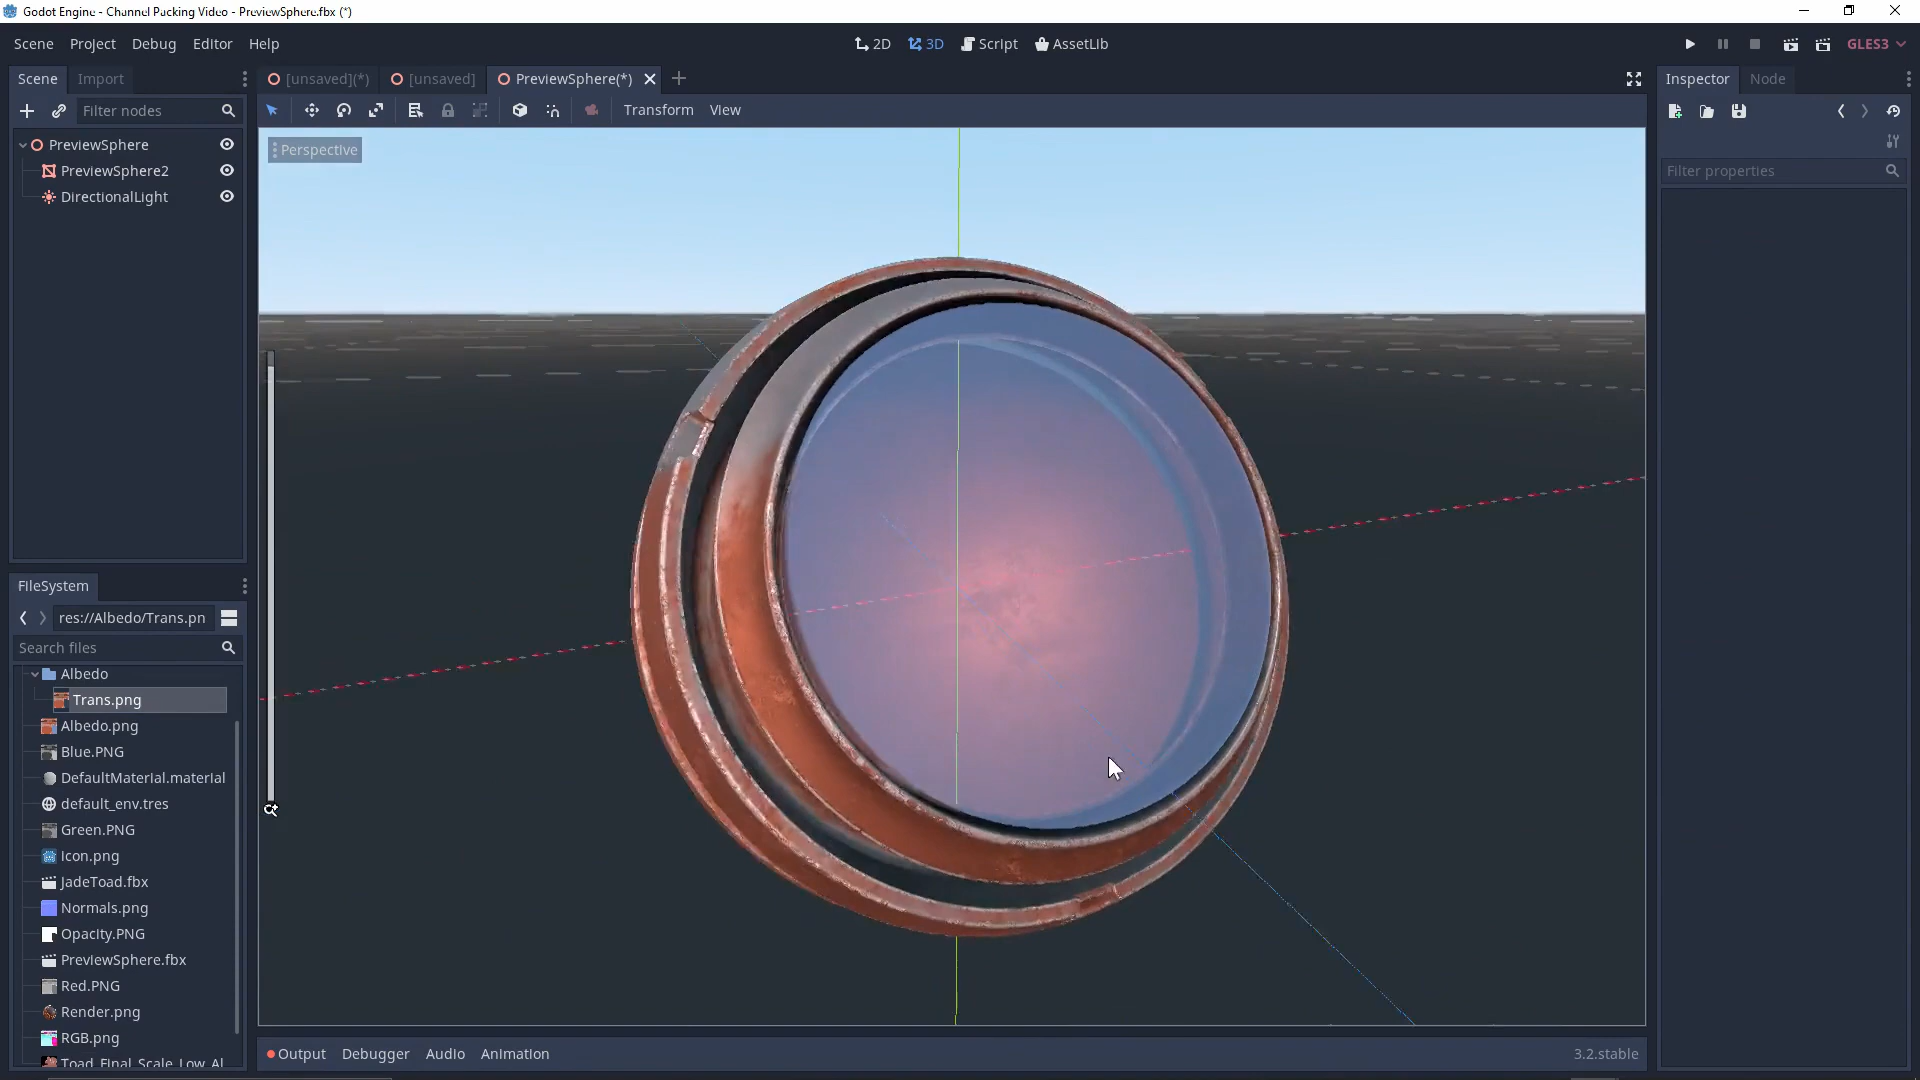 Godot Engine - Channel Packing Video - PreviewSphere.fbx (*)
Scene Project Debug Editor Help
2D 3D Script AssetLib
GLES3
Scene Import
[unsaved](*) [unsaved] PreviewSphere(*)
Inspector Node
Filter nodes
Transform View
PreviewSphere
PreviewSphere2
DirectionalLight
Perspective
Filter properties
FileSystem
res://Albedo/Trans.pn
Search files
Albedo
Trans.png
Albedo.png
Blue.PNG
DefaultMaterial.material
default_env.tres
Green.PNG
Icon.png
JadeToad.fbx
Normals.png
Opacity.PNG
PreviewSphere.fbx
Red.PNG
Render.png
RGB.png
Toad_Final_Scale_Low_Al
Output Debugger Audio Animation
3.2.stable